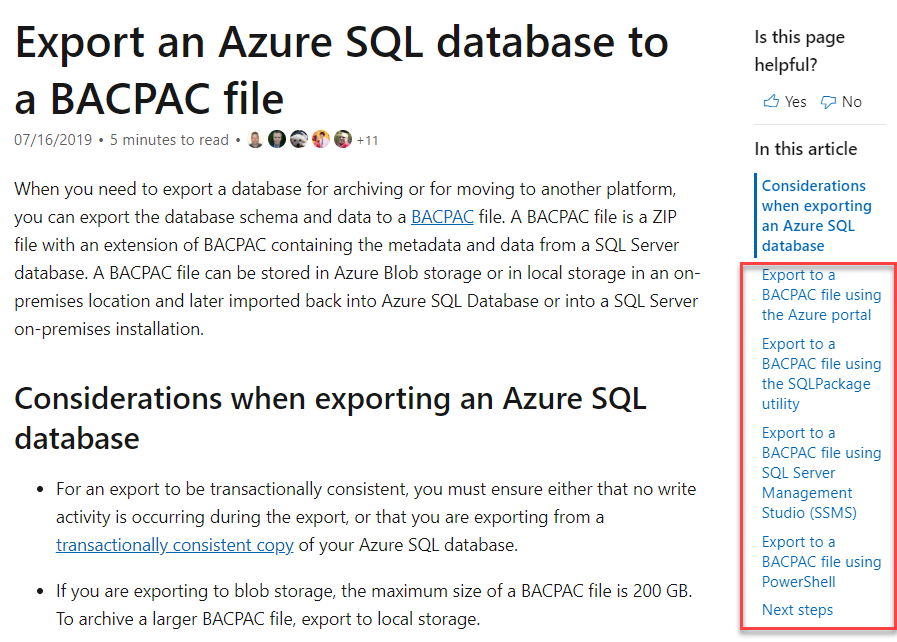 Export an Azure SQL database to
a BACPAC file
07/16/2019 • 5 minutes to read • +11
When you need to export a database for archiving or for moving to another platform,
you can export the database schema and data to a BACPAC file. A BACPAC file is a ZIP
file with an extension of BACPAC containing the metadata and data from a SQL Server
database. A BACPAC file can be stored in Azure Blob storage or in local storage in an on-
premises location and later imported back into Azure SQL Database or into a SQL Server
on-premises installation.
Considerations when exporting an Azure SQL
database
• For an export to be transactionally consistent, you must ensure either that no write
activity is occurring during the export, or that you are exporting from a
transactionally consistent copy of your Azure SQL database.
• If you are exporting to blob storage, the maximum size of a BACPAC file is 200 GB.
To archive a larger BACPAC file, export to local storage.
Is this page
helpful?
Yes No
In this article
Considerations
when exporting
an Azure SQL
database
Export to a
BACPAC file using
the Azure portal
Export to a
BACPAC file using
the SQLPackage
utility
Export to a
BACPAC file using
SQL Server
Management
Studio (SSMS)
Export to a
BACPAC file using
PowerShell
Next steps